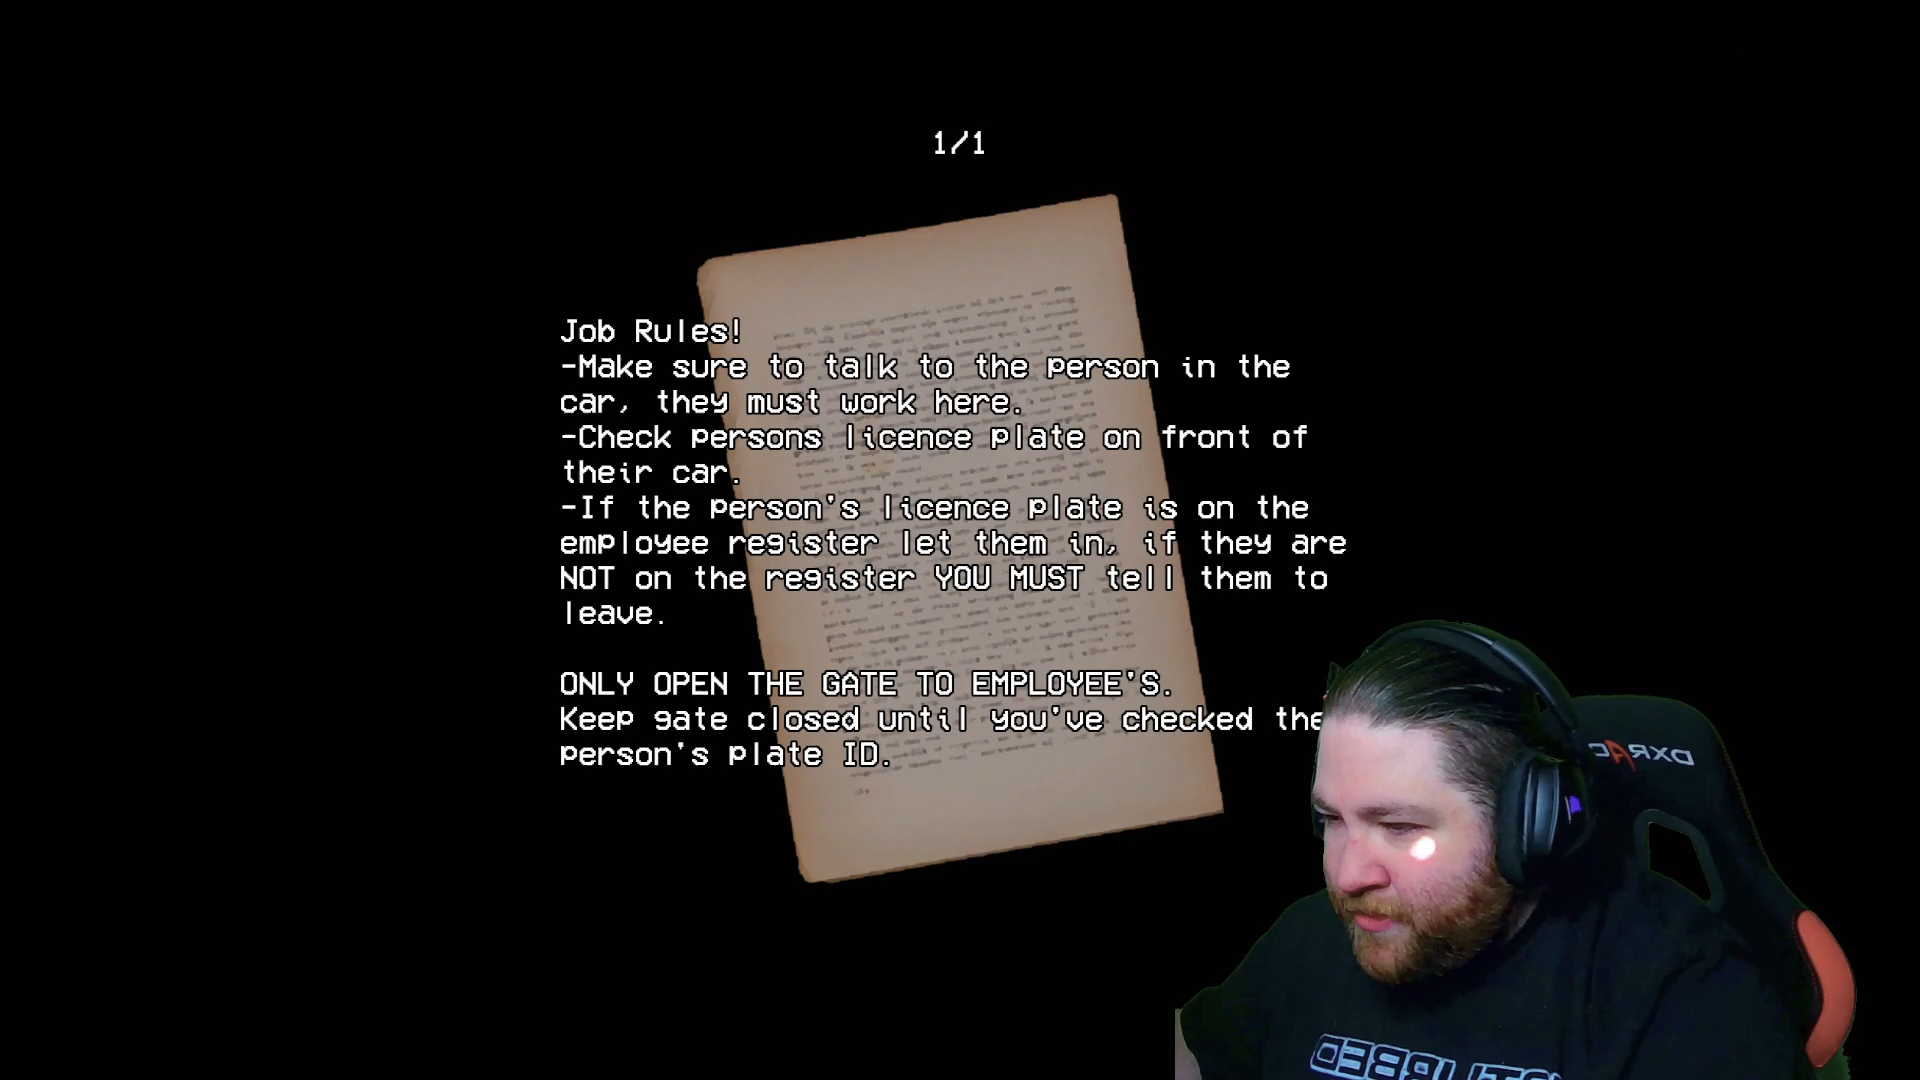 1/1
Job Rules!
-Make sure to talk to the person in the
car, they must work here.
-Check persons licence plate on front of
their car.
-If the person's licence plate is on the
employee register let them in, if they are
NOT on the register YOU MUST tell them to
leave.
ONLY OPEN THE GATE TO EMPLOYEE'S.
Keep gate closed until you've checked the
person's plate ID.